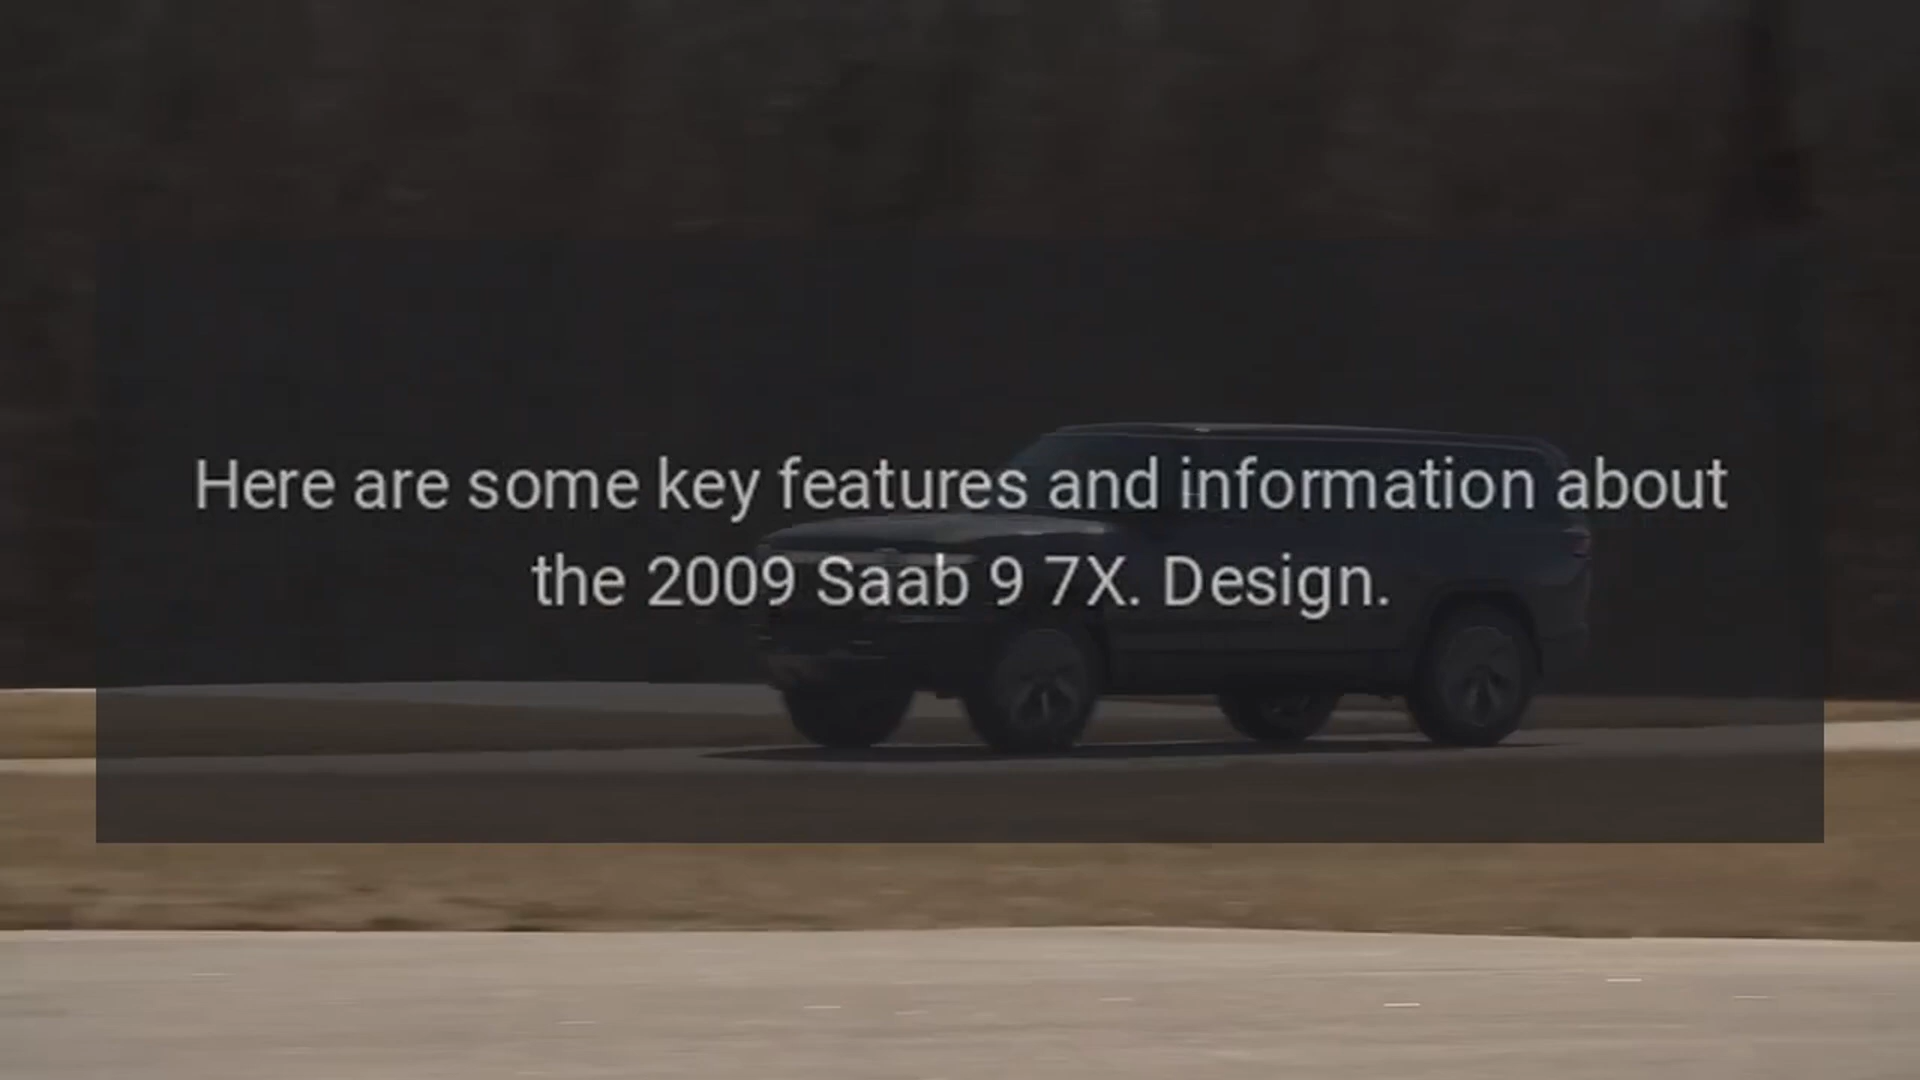 Here are some key features and information about
the 2009 Saab 9 7X. Design.